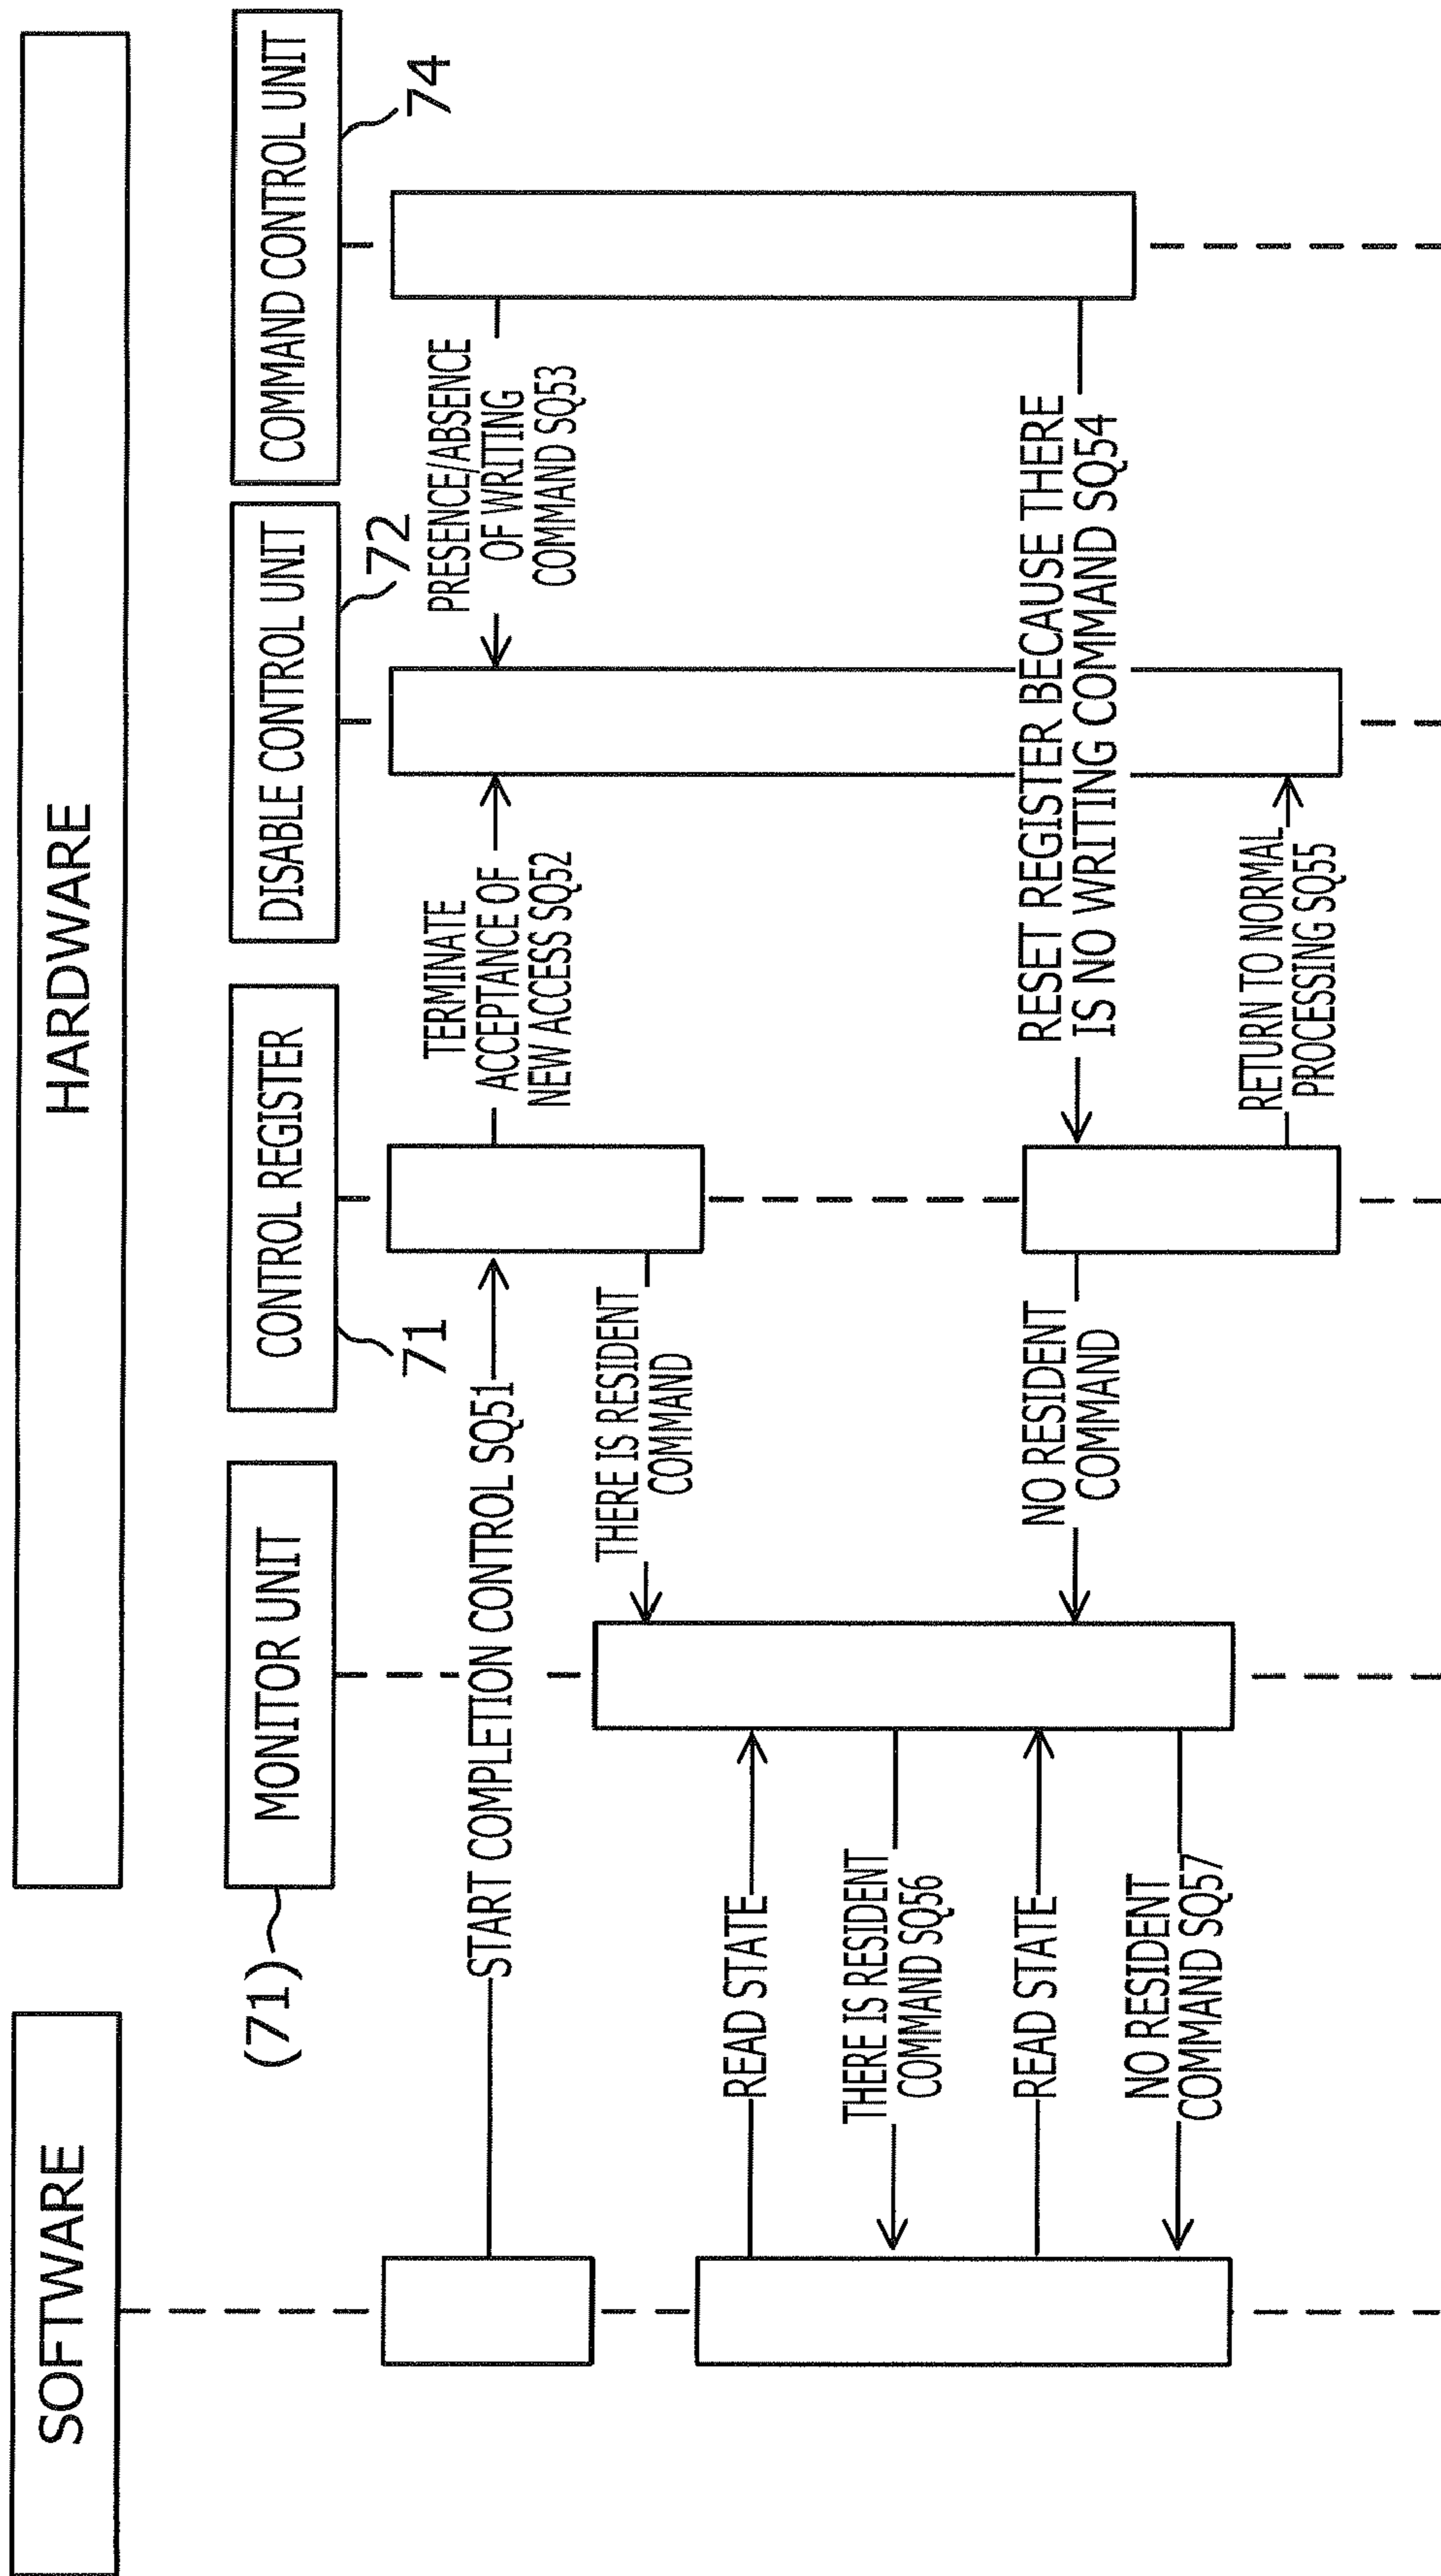 SOFTWARE
HARDWARE
(71)
MONITOR UNIT
CONTROL REGISTER
71
DISABLE CONTROL UNIT
72
COMMAND CONTROL UNIT
74
START COMPLETION CONTROL SQ51
TERMINATE
ACCEPTANCE OF
NEW ACCESS SQ52
PRESENCE/ABSENCE
OF WRITING
COMMAND SQ53
THERE IS RESIDENT
COMMAND
READ STATE
THERE IS RESIDENT
COMMAND SQ56
READ STATE
NO RESIDENT
COMMAND
RESET REGISTER BECAUSE THERE
IS NO WRITING COMMAND SQ54
NO RESIDENT
COMMAND SQ57
RETURN TO NORMAL
PROCESSING SQ55